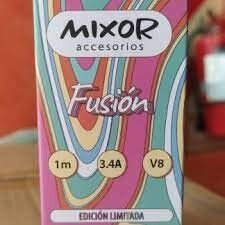 MIXOR
accesorios
Fusión
1m 3.4A V8
EDICIÓN LIMITADA